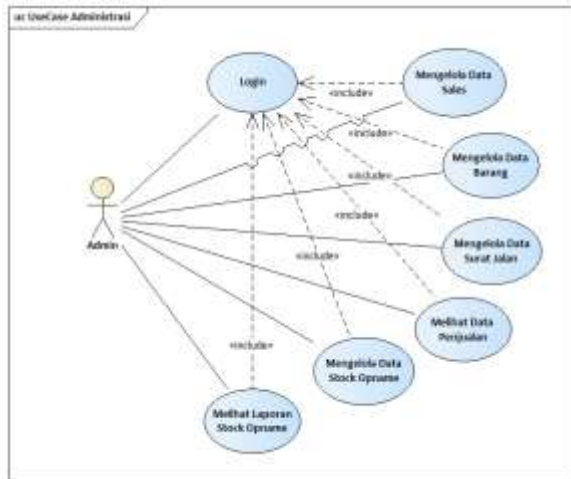 uc UseCase Administrasi
Login
Mengelola Data
Sales
«include»
«include»
Mengelola Data
Barang
«include»
«include»
Admin
Mengelola Data
Surat Jalan
«include»
Melihat Data
Penjualan
«include»
Mengelola Data
Stock Opname
Melihat Laporan
Stock Opname